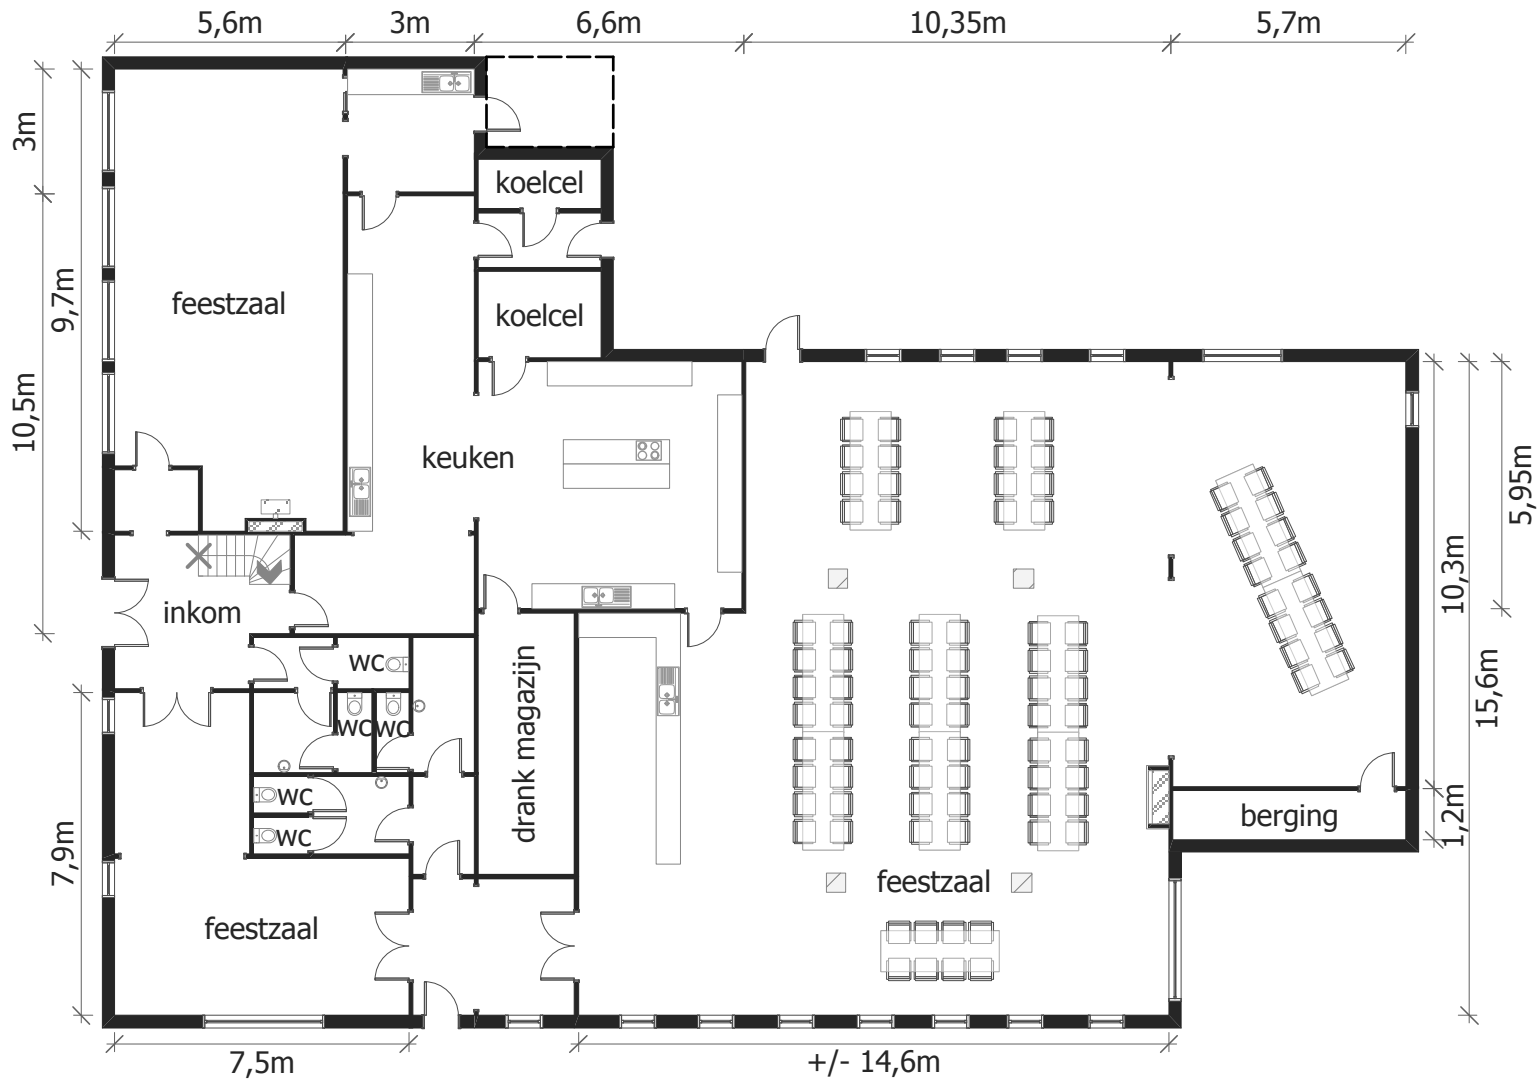 5,6m
3m
6,6m
10,35m
5,7m
3m
9,7m
10,5m
7,9m
koelcel
koelcel
feestzaal
keuken
inkom
wc
wc
wc
wc
wc
drank magazijn
feestzaal
feestzaal
berging
5,95m
10,3m
15,6m
1,2m
7,5m
+/- 14,6m